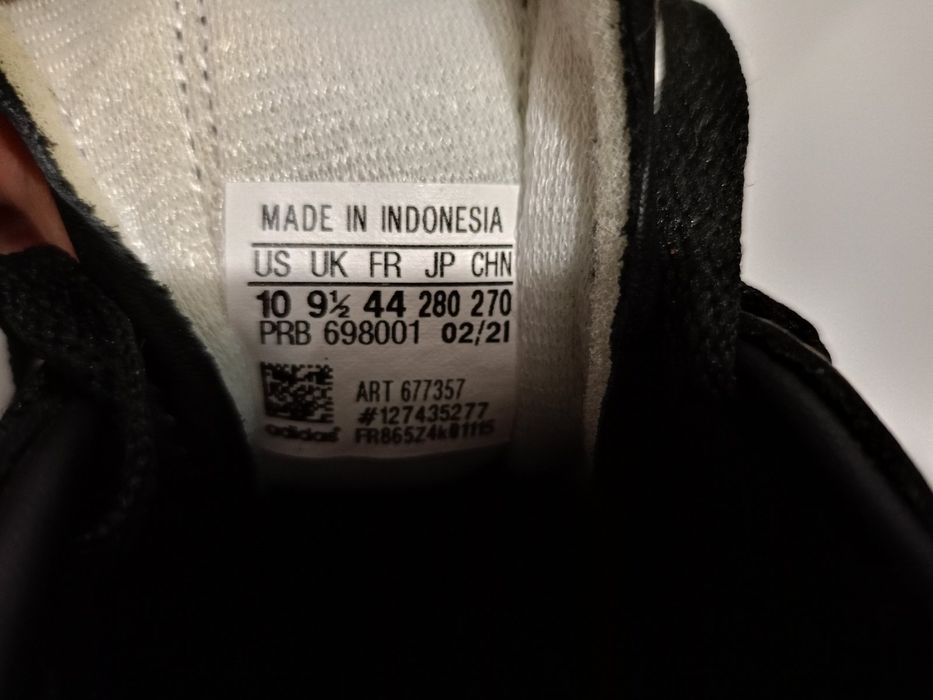 MADE IN INDONESIA
US UK FR JP CHN
10 9½ 44 280 270
PRB 698001 02/21
ART 677357
#127435277
adidas FR865Z4k01115